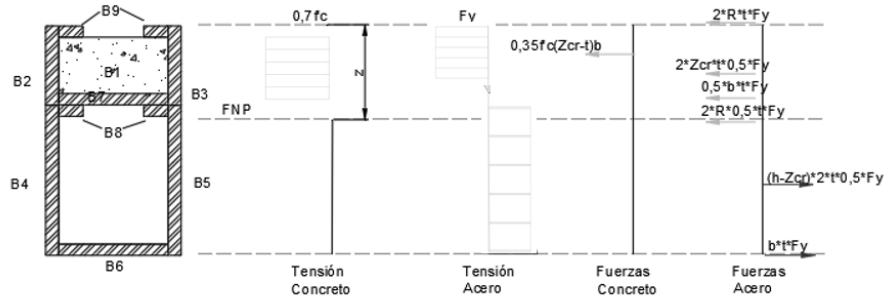 B9
0,7fc
Fy
2*R*t*Fy
0,35fc(Zcr-t)b
B2
B1
z
2*Zcr*t*0,5*Fy
B7
B3
0,5*b*t*Fy
FNP
2*R*0,5*t*Fy
B8
B4
B5
(h-Zcr)*2*t*0,5*Fy
B6
b*t*Fy
Tensión
Concreto
Tensión
Acero
Fuerzas
Concreto
Fuerzas
Acero